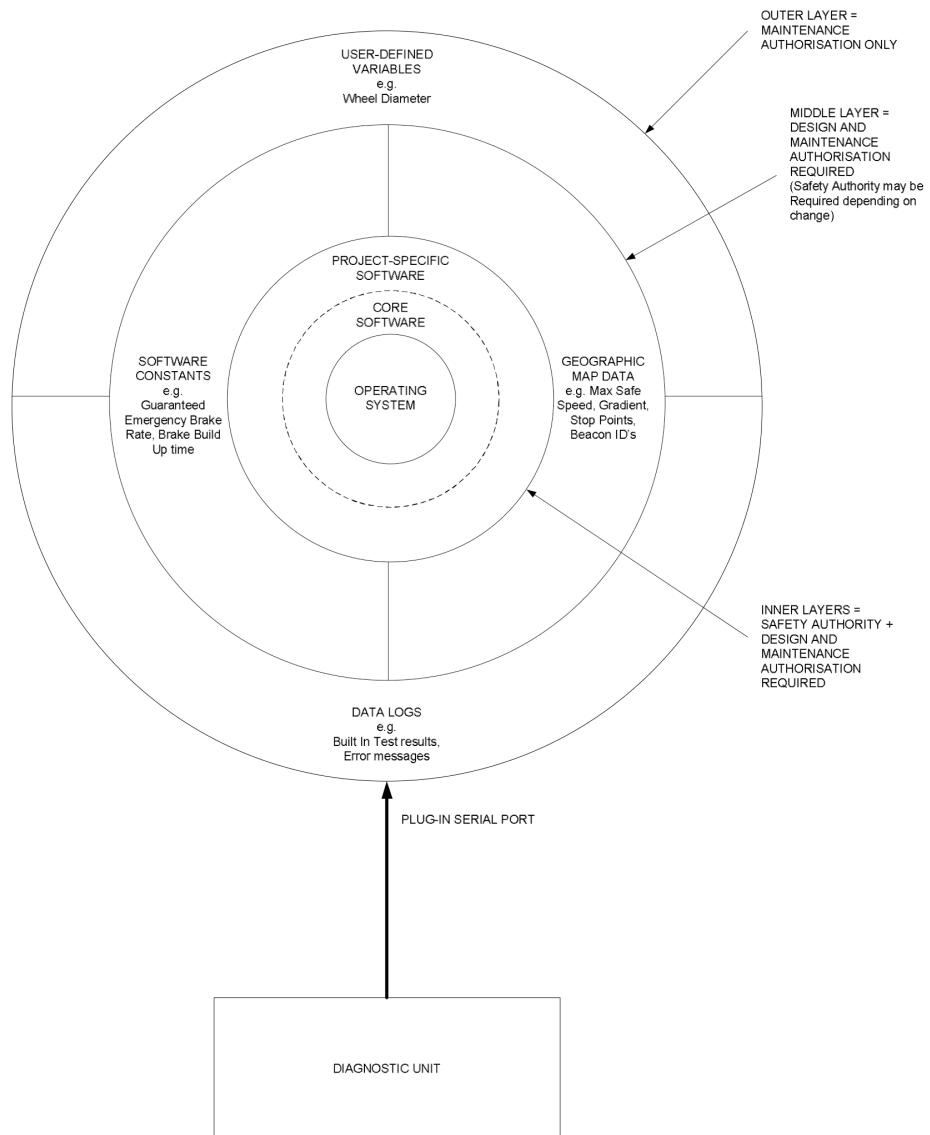 OUTER LAYER =
MAINTENANCE
AUTHORISATION ONLY
USER-DEFINED
VARIABLES
e.g.
Wheel Diameter
MIDDLE LAYER =
DESIGN AND
MAINTENANCE
AUTHORISATION
REQUIRED
(Safety Authority may be
Required depending on
change)
PROJECT-SPECIFIC
SOFTWARE
CORE
SOFTWARE
OPERATING
SYSTEM
SOFTWARE
CONSTANTS
e.g.
Guaranteed
Emergency Brake
Rate, Brake Build
Up time
GEOGRAPHIC
MAP DATA
e.g. Max Safe
Speed, Gradient,
Stop Points,
Beacon ID's
INNER LAYERS =
SAFETY AUTHORITY +
DESIGN AND
MAINTENANCE
AUTHORISATION
REQUIRED
DATA LOGS
e.g.
Built In Test results,
Error messages
PLUG-IN SERIAL PORT
DIAGNOSTIC UNIT